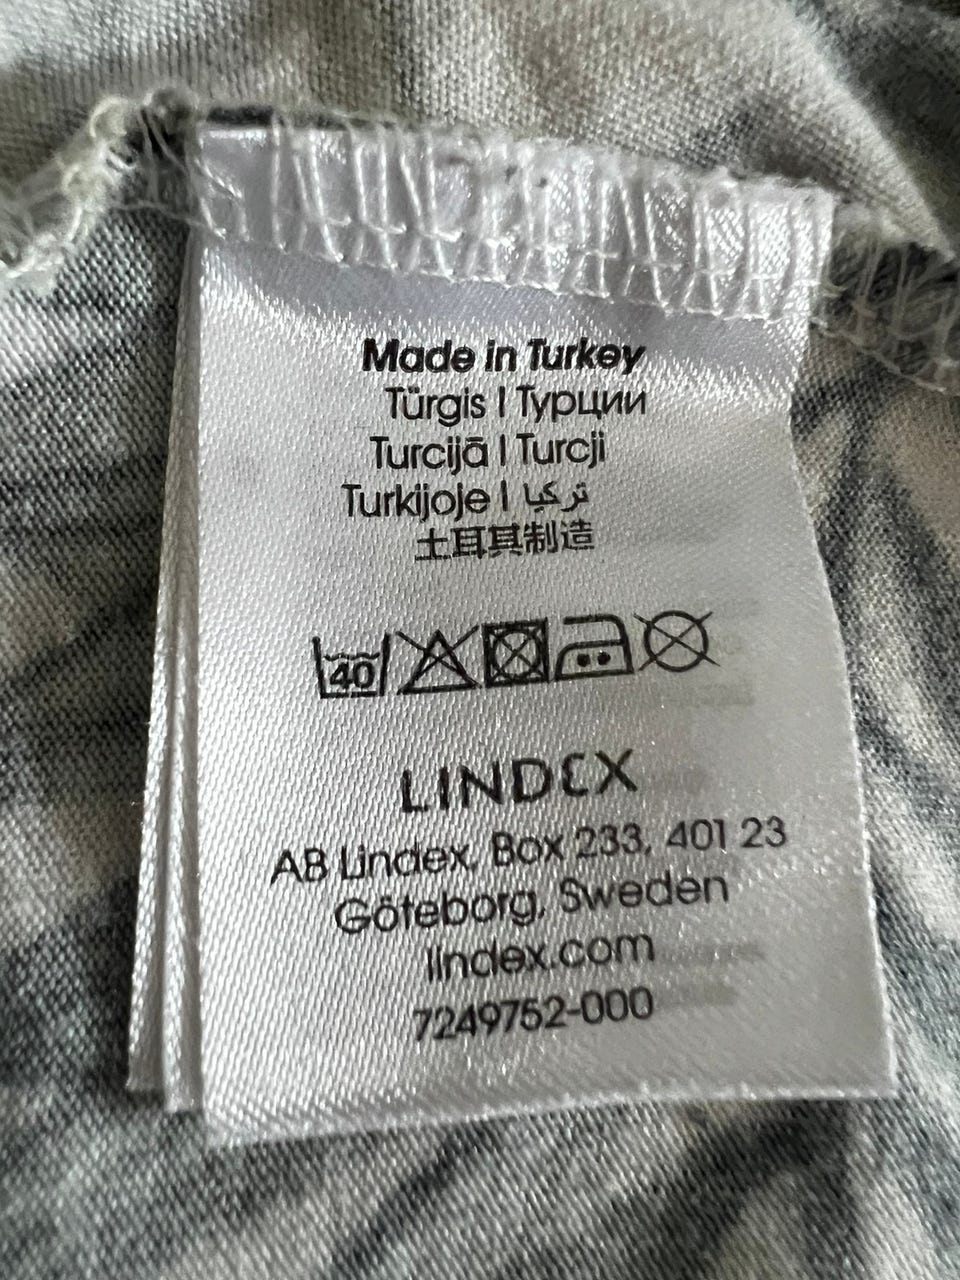 Made in Turkey
Türgis | Турции
Turcijā | Turcji
Turkijoje | تركيا
土耳其制造
40
LINDEX
AB Lindex, Box 233, 401 23
Göteborg, Sweden
lindex.com
7249752-000